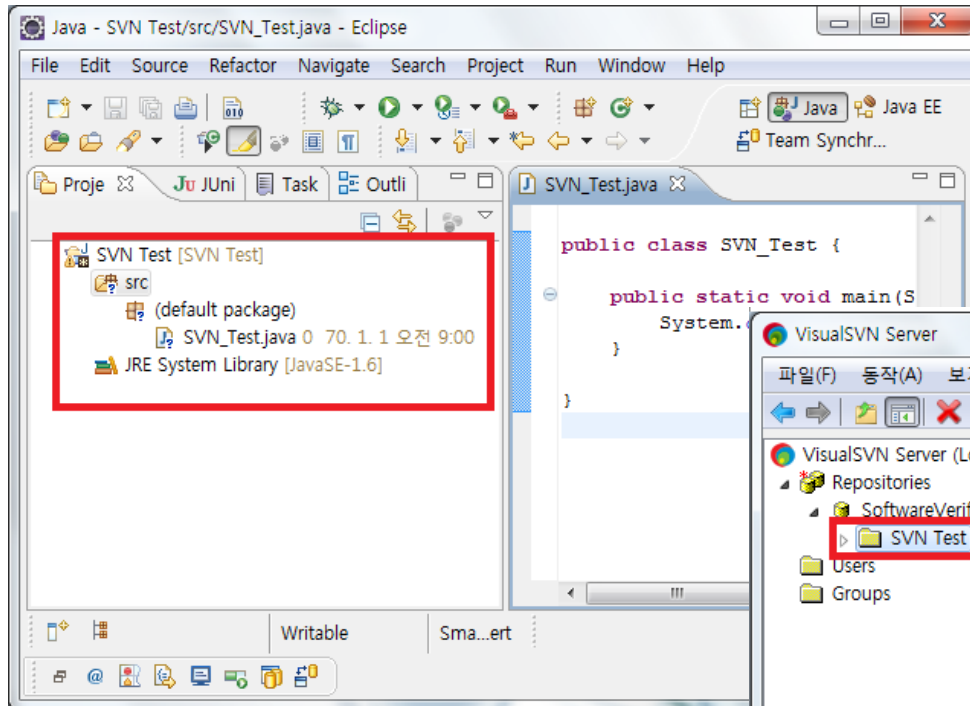 Java - SVN Test/src/SVN_Test.java - Eclipse
File Edit Source Refactor Navigate Search Project Run Window Help
Java Java EE
Team Synchr...
Proje JUni Task Outli
SVN_Test.java
SVN Test [SVN Test]
src
(default package)
SVN_Test.java 0 70. 1. 1 오전 9:00
JRE System Library [JavaSE-1.6]
public class SVN_Test {
public static void main(S
System.
}
}
Writable Sma...ert
VisualSVN Server
파일(F) 동작(A)
VisualSVN Server (L
Repositories
SoftwareVerif
SVN Test
Users
Groups